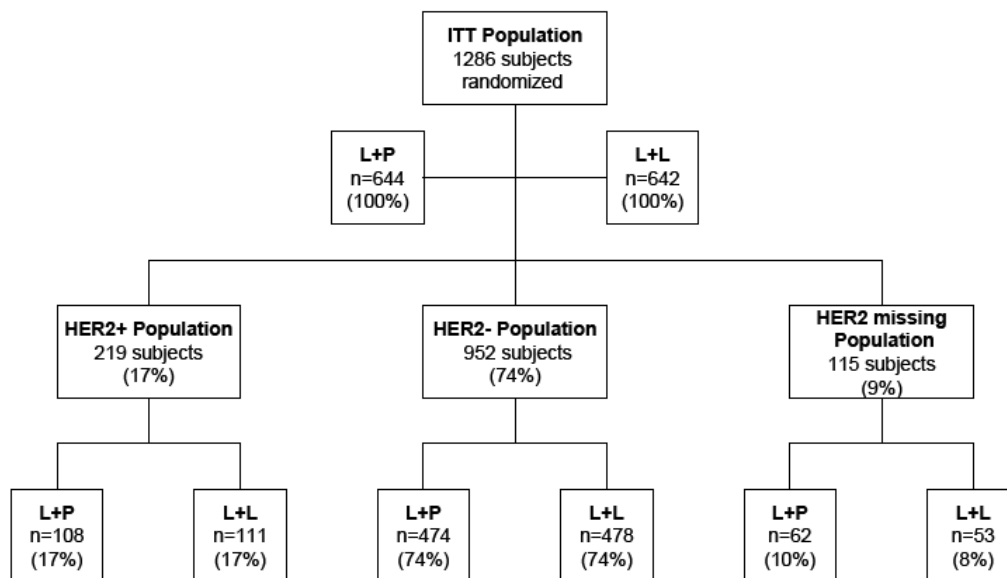 ITT Population
1286 subjects
randomized
L+P
n=644
(100%)
L+L
n=642
(100%)
HER2+ Population
219 subjects
(17%)
HER2- Population
952 subjects
(74%)
HER2 missing
Population
115 subjects
(9%)
L+P
n=108
(17%)
L+L
n=111
(17%)
L+P
n=474
(74%)
L+L
n=478
(74%)
L+P
n=62
(10%)
L+L
n=53
(8%)